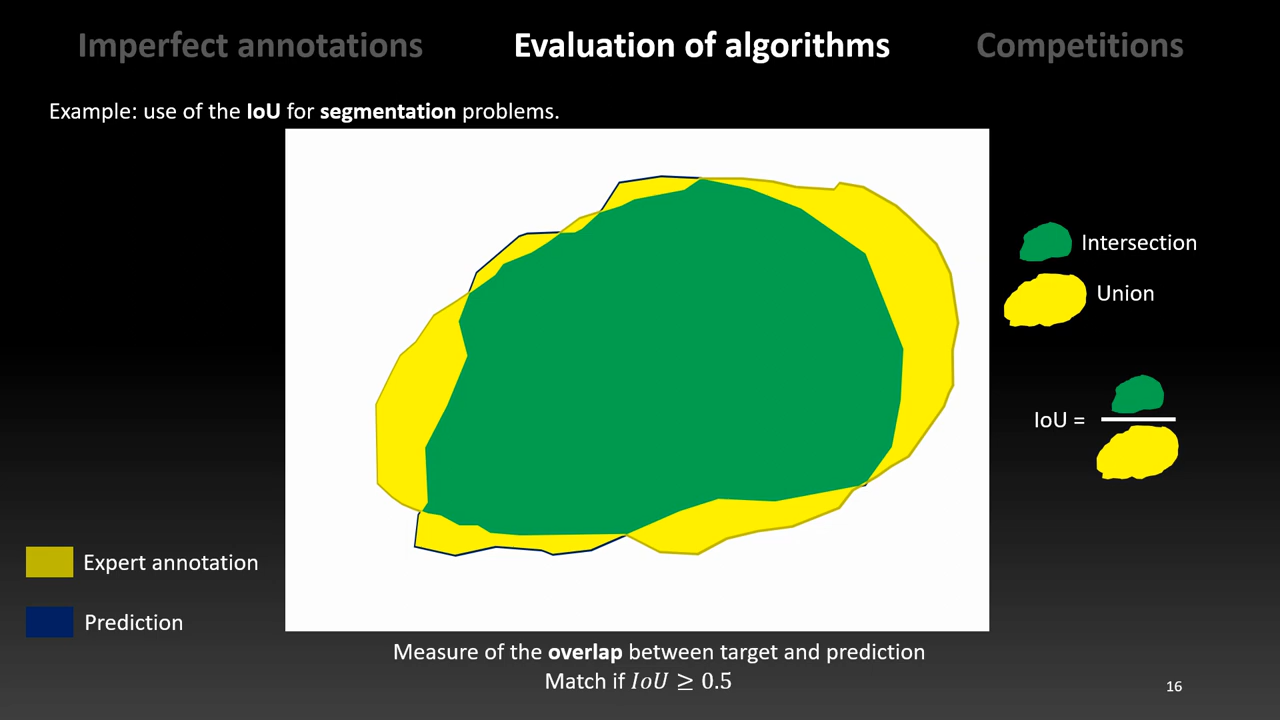 Imperfect annotations Evaluation of algorithms Competitions
Example: use of the IoU for segmentation problems.
Intersection
Union
IoU =
Expert annotation
Prediction
Measure of the overlap between target and prediction
Match if 𝐼𝑜𝑈 ≥ 0.5
16